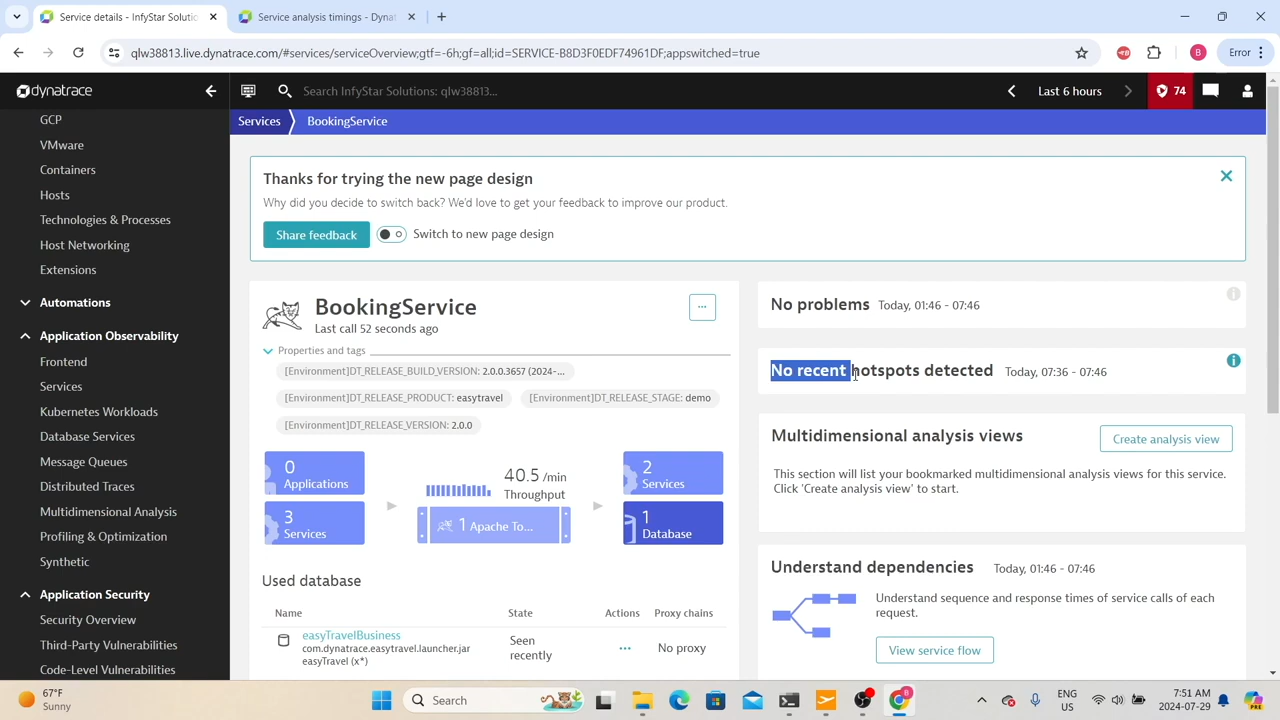 Service details - InfyStar Solutio
Service analysis timings - Dynat
qlw38813.live.dynatrace.com/#services/serviceOverview;gtf=-6h;gf=all;id=SERVICE-B8D3F0EDF74961DF;appswitched=true
B
Error
dynatrace
Search InfyStar Solutions: qlw38813...
Last 6 hours
74
Services
BookingService
GCP
VMware
Containers
Hosts
Technologies & Processes
Host Networking
Extensions
Automations
Application Observability
Frontend
Services
Kubernetes Workloads
Database Services
Message Queues
Distributed Traces
Multidimensional Analysis
Profiling & Optimization
Synthetic
Application Security
Security Overview
Third-Party Vulnerabilities
Code-Level Vulnerabilities
Thanks for trying the new page design
Why did you decide to switch back? We'd love to get your feedback to improve our product.
Share feedback
Switch to new page design
BookingService
Last call 52 seconds ago
...
Properties and tags
[Environment]DT_RELEASE_BUILD_VERSION: 2.0.0.3657 (2024-...
[Environment]DT_RELEASE_PRODUCT: easytravel
[Environment]DT_RELEASE_STAGE: demo
[Environment]DT_RELEASE_VERSION: 2.0.0
0
Applications
3
Services
40.5 /min
Throughput
1 Apache To...
2
Services
1
Database
Used database
Name State Actions Proxy chains
easyTravelBusiness
com.dynatrace.easytravel.launcher.jar
easyTravel (x*)
Seen
recently
...
No proxy
No problems Today, 01:46 - 07:46
No recent hotspots detected Today, 07:36 - 07:46
Multidimensional analysis views
Create analysis view
This section will list your bookmarked multidimensional analysis views for this service.
Click 'Create analysis view' to start.
Understand dependencies Today, 01:46 - 07:46
Understand sequence and response times of service calls of each
request.
View service flow
67°F
Sunny
Search
ENG
US
7:51 AM
2024-07-29